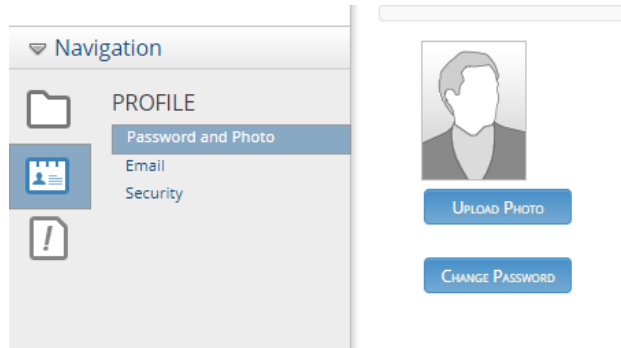 Navigation
PROFILE
Password and Photo
Email
Security
Upload Photo
Change Password